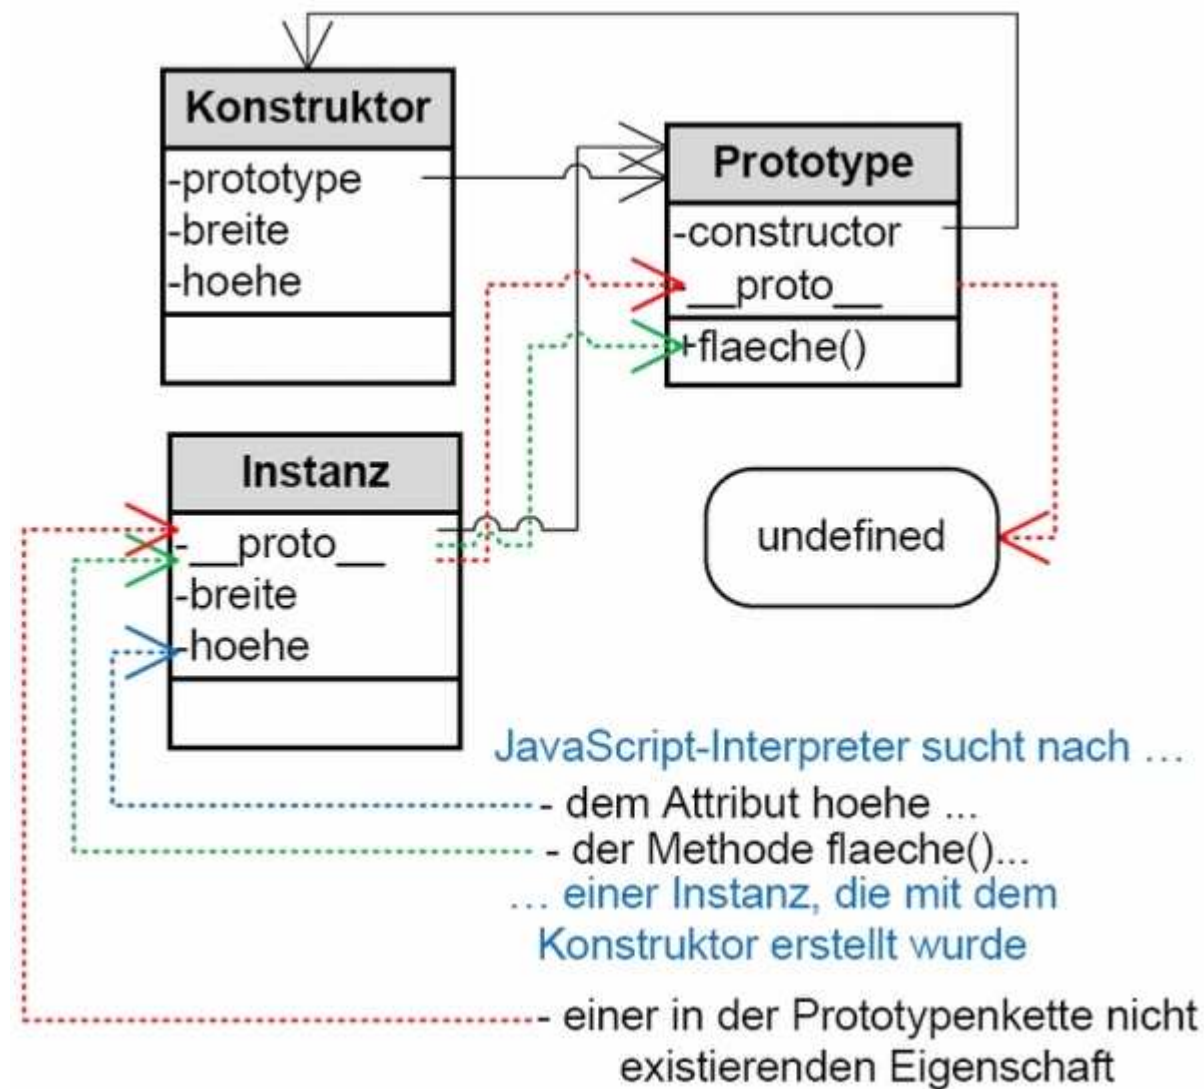 Konstruktor
-prototype
-breite
-hoehe
Prototype
-constructor
-__proto__
+flaeche()
Instanz
-__proto__
-breite
-hoehe
undefined
JavaScript-Interpreter sucht nach …
- dem Attribut hoehe ...
- der Methode flaeche()...
… einer Instanz, die mit dem
Konstruktor erstellt wurde
- einer in der Prototypenkette nicht
existierenden Eigenschaft